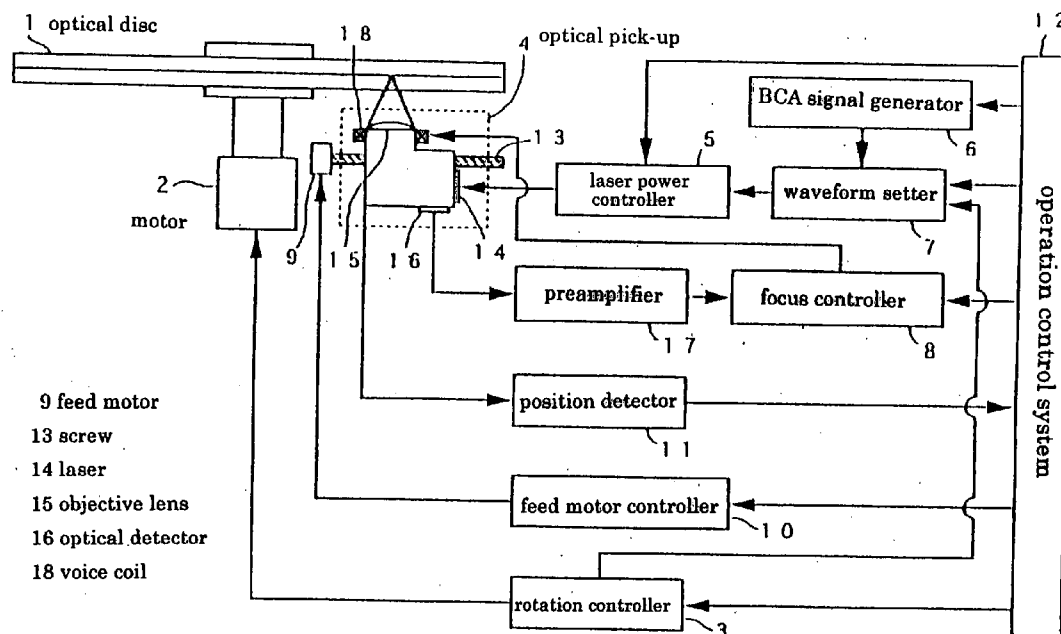 1 optical disc
1 8
4 optical pick-up
1 2
BCA signal generator
6
1 3
5
laser power
controller
waveform setter
7
2
motor
9
1 5
1 6
1 4
preamplifier
1 7
focus controller
8
operation control system
position detector
1 1
9 feed motor
13 screw
14 laser
15 objective lens
16 optical detector
18 voice coil
feed motor controller
1 0
rotation controller
3